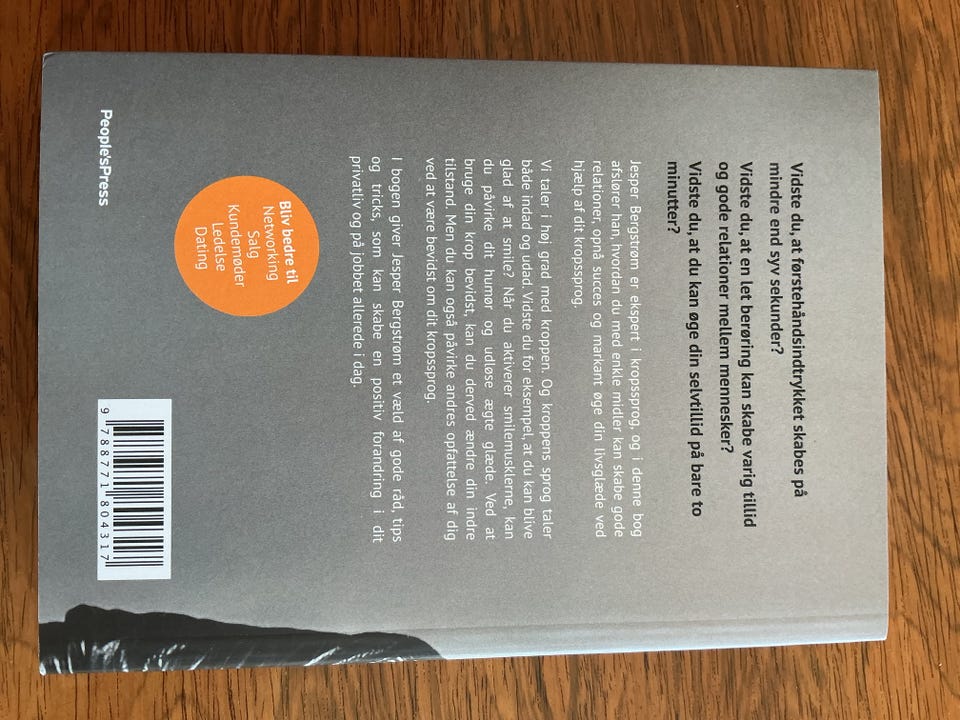 Vidste du, at førstehåndsindtrykket skabes på
mindre end syv sekunder?
Vidste du, at en let berøring kan skabe varig tillid
og gode relationer mellem mennesker?
Vidste du, at du kan øge din selvtillid på bare to
minutter?
Jesper Bergstrøm er ekspert i kropssprog, og i denne bog
afslører han, hvordan du med enkle midler kan skabe gode
relationer, opnå succes og markant øge din livsglæde ved
hjælp af dit kropssprog.
Vi taler i høj grad med kroppen. Og kroppens sprog taler
både indad og udad. Vidste du for eksempel, at du kan blive
glad af at smile? Når du aktiverer smilemusklerne, kan
du påvirke dit humør og udløse ægte glæde. Ved at
bruge din krop bevidst, kan du derved ændre din indre
tilstand. Men du kan også påvirke andres opfattelse af dig
ved at være bevidst om dit kropssprog.
I bogen giver Jesper Bergstrøm et væld af gode råd, tips
og tricks, som kan skabe en positiv forandring i dit
privatliv og på jobbet allerede i dag.
Bliv bedre til
Networking
Salg
Kundemøder
Ledelse
Dating
People'sPress
9 788771 804317